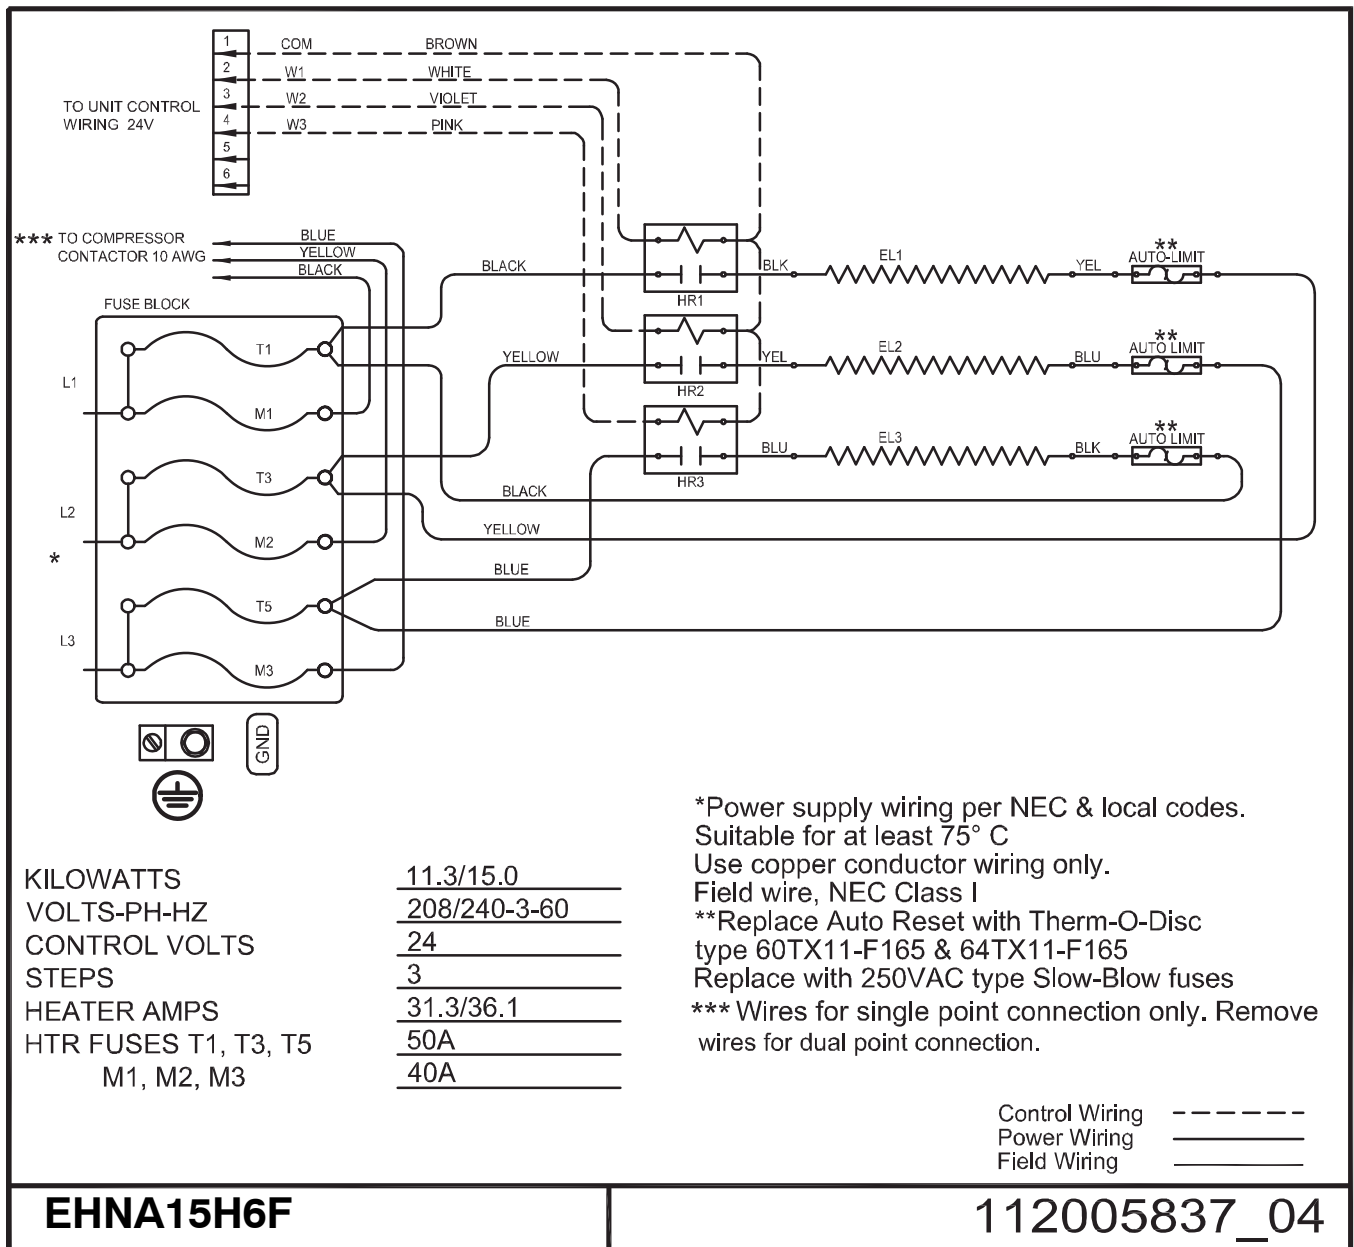 1 COM BROWN
2 W1 WHITE
3 W2 VIOLET
4 W3 PINK
5
6
TO UNIT CONTROL
WIRING 24V
*** TO COMPRESSOR
CONTACTOR 10 AWG
BLUE
YELLOW
BLACK
FUSE BLOCK
L1
T1
M1
L2
*
T3
M2
L3
T5
M3
GND
BLACK
HR1
BLK
EL1
YEL
**
AUTO-LIMIT
YELLOW
HR2
YEL
EL2
BLU
**
AUTO LIMIT
HR3
BLU
EL3
BLK
**
AUTO LIMIT
BLACK
YELLOW
BLUE
BLUE
KILOWATTS 11.3/15.0
VOLTS-PH-HZ 208/240-3-60
CONTROL VOLTS 24
STEPS 3
HEATER AMPS 31.3/36.1
HTR FUSES T1, T3, T5 50A
M1, M2, M3 40A
*Power supply wiring per NEC & local codes.
Suitable for at least 75° C
Use copper conductor wiring only.
Field wire, NEC Class I
**Replace Auto Reset with Therm-O-Disc
type 60TX11-F165 & 64TX11-F165
Replace with 250VAC type Slow-Blow fuses
*** Wires for single point connection only. Remove
wires for dual point connection.
Control Wiring
Power Wiring
Field Wiring
EHNA15H6F
112005837_04